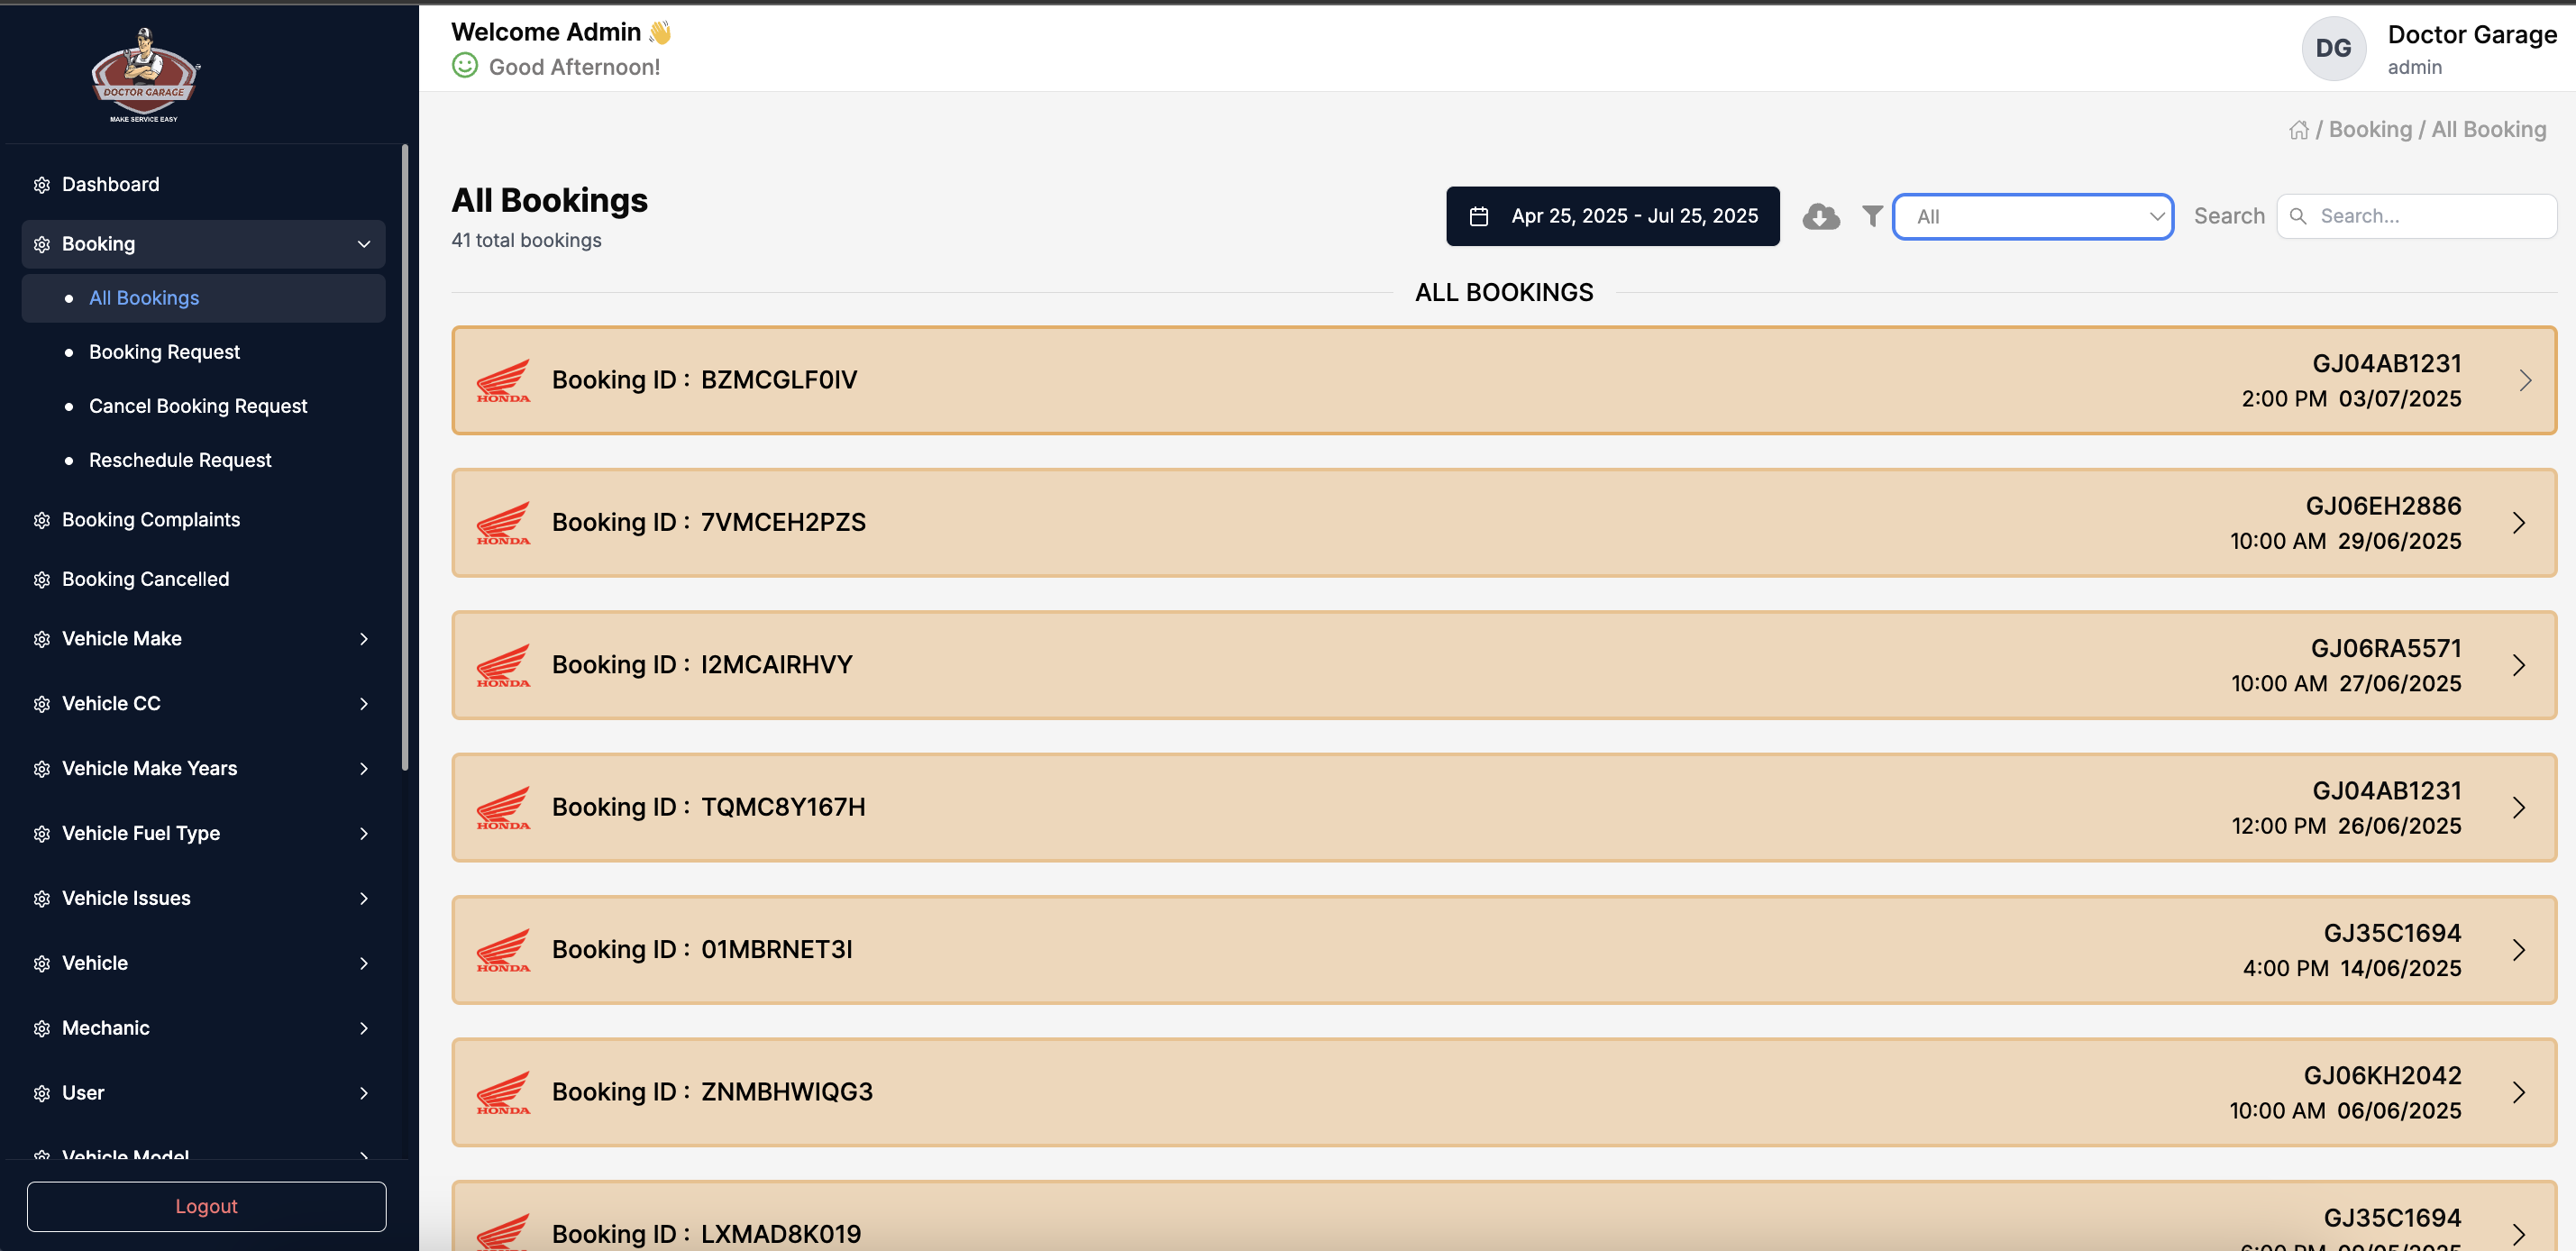 DOCTOR GARAGE
MAKE SERVICE EASY
Dashboard
Booking
All Bookings
Booking Request
Cancel Booking Request
Reschedule Request
Booking Complaints
Booking Cancelled
Vehicle Make
Vehicle CC
Vehicle Make Years
Vehicle Fuel Type
Vehicle Issues
Vehicle
Mechanic
User
Vehicle Model
Logout
Welcome Admin 👋
Good Afternoon!
DG
Doctor Garage
admin
/ Booking / All Booking
All Bookings
41 total bookings
Apr 25, 2025 - Jul 25, 2025
All
Search
Search...
ALL BOOKINGS
HONDA
Booking ID : BZMCGLF0IV
GJ04AB1231
2:00 PM 03/07/2025
HONDA
Booking ID : 7VMCEH2PZS
GJ06EH2886
10:00 AM 29/06/2025
HONDA
Booking ID : I2MCAIRHVY
GJ06RA5571
10:00 AM 27/06/2025
HONDA
Booking ID : TQMC8Y167H
GJ04AB1231
12:00 PM 26/06/2025
HONDA
Booking ID : 01MBRNET3I
GJ35C1694
4:00 PM 14/06/2025
HONDA
Booking ID : ZNMBHWIQG3
GJ06KH2042
10:00 AM 06/06/2025
Booking ID : LXMAD8K019
GJ35C1694
6:00 PM 09/05/2025